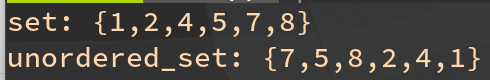 set: {1,2,4,5,7,8}
unordered_set: {7,5,8,2,4,1}